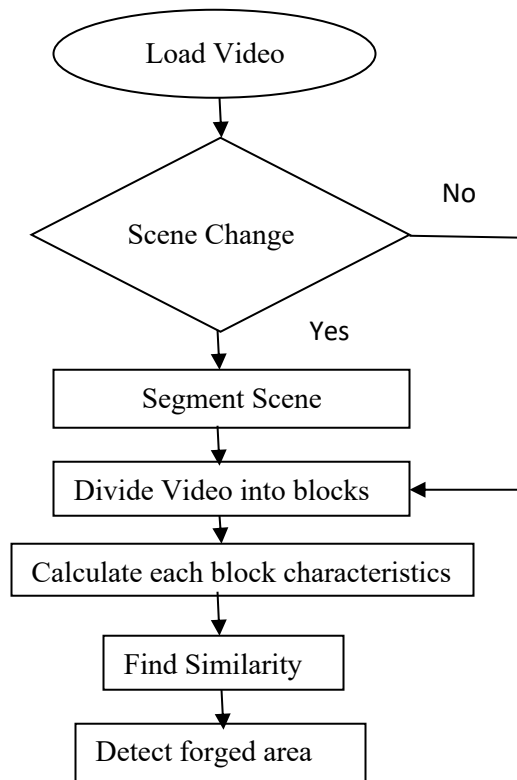 Load Video
Scene Change
No
Yes
Segment Scene
Divide Video into blocks
Calculate each block characteristics
Find Similarity
Detect forged area